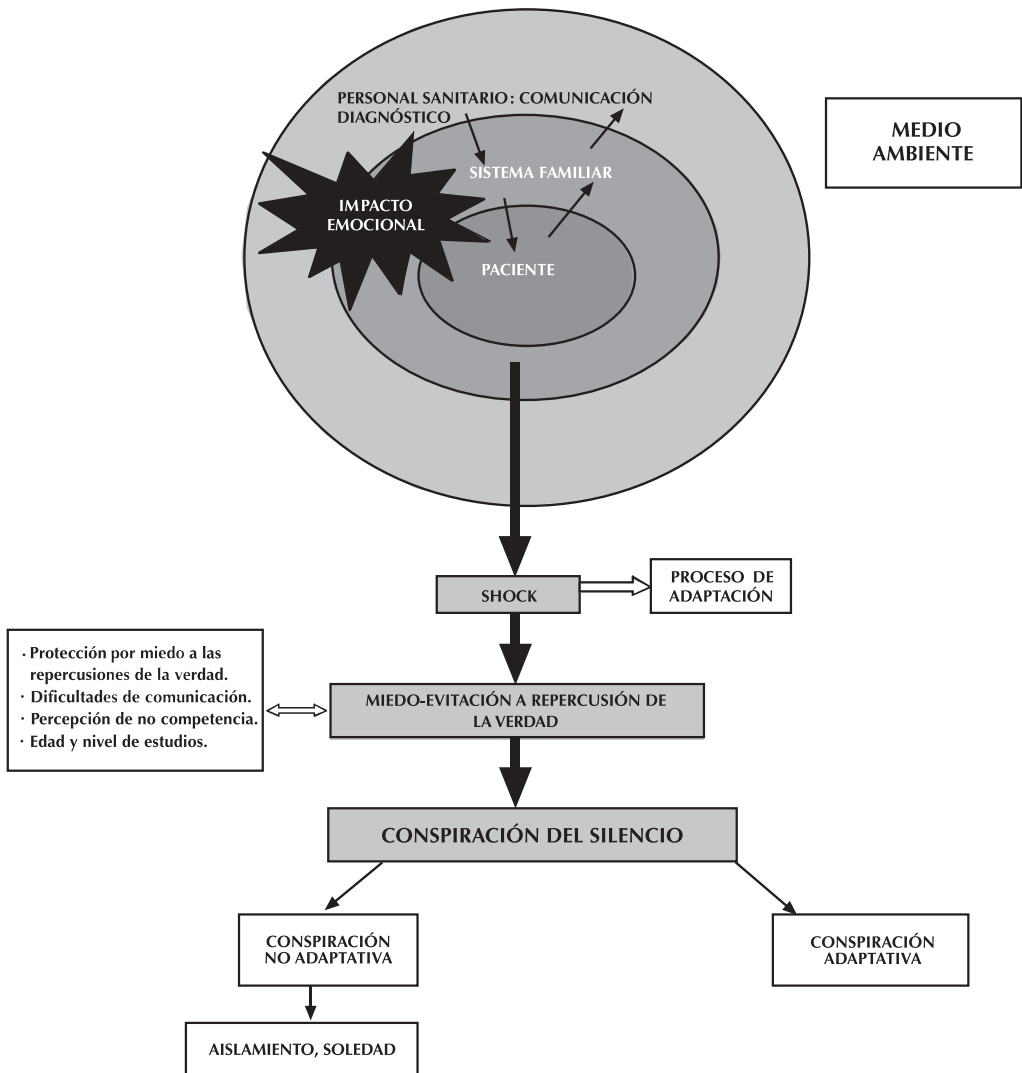 PERSONAL SANITARIO: COMUNICACIÓN
DIAGNÓSTICO
MEDIO
AMBIENTE
SISTEMA FAMILIAR
IMPACTO
EMOCIONAL
PACIENTE
SHOCK
PROCESO DE
ADAPTACIÓN
· Protección por miedo a las
repercusiones de la verdad.
· Dificultades de comunicación.
· Percepción de no competencia.
· Edad y nivel de estudios.
MIEDO-EVITACIÓN A REPERCUSIÓN DE
LA VERDAD
CONSPIRACIÓN DEL SILENCIO
CONSPIRACIÓN
NO ADAPTATIVA
CONSPIRACIÓN
ADAPTATIVA
AISLAMIENTO, SOLEDAD